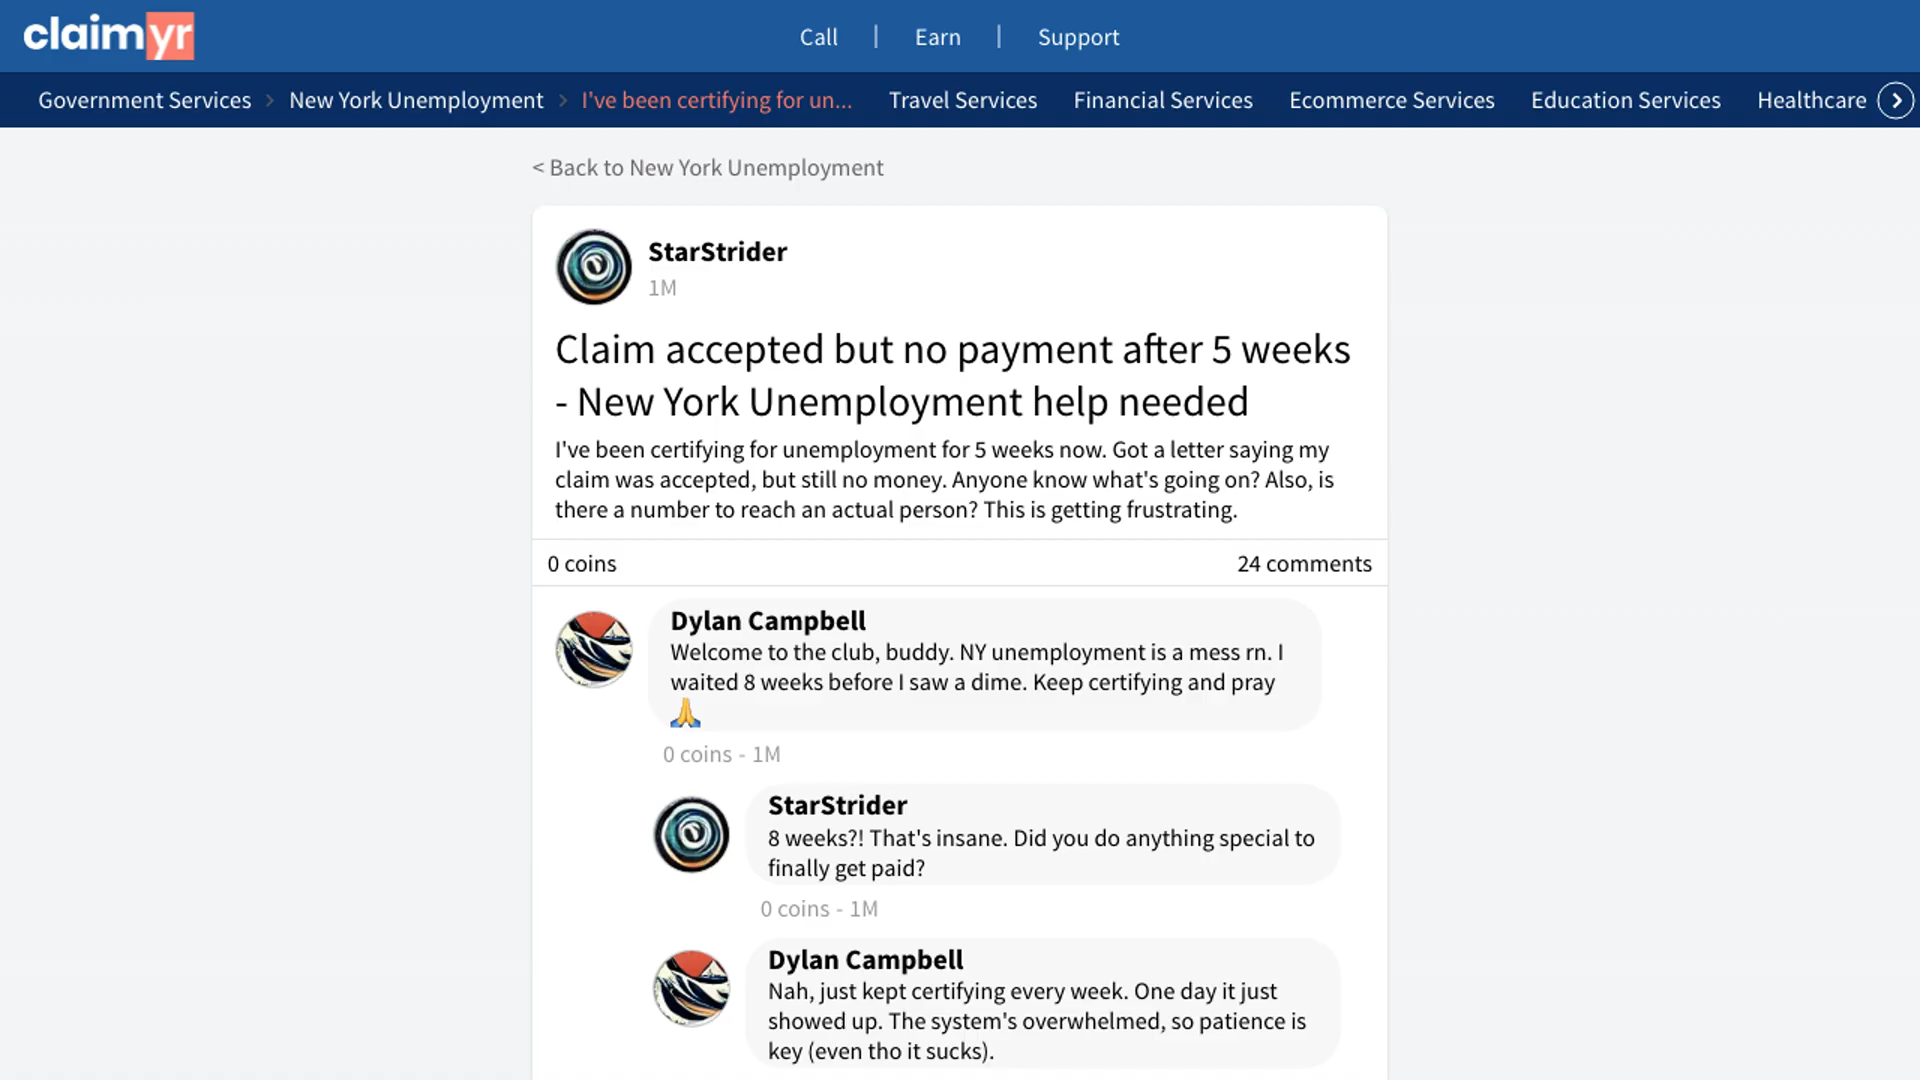 claimyr
Call | Earn | Support
Government Services > New York Unemployment > I've been certifying for un... Travel Services Financial Services Ecommerce Services Education Services Healthcare
< Back to New York Unemployment
StarStrider
1M
Claim accepted but no payment after 5 weeks
- New York Unemployment help needed
I've been certifying for unemployment for 5 weeks now. Got a letter saying my
claim was accepted, but still no money. Anyone know what's going on? Also, is
there a number to reach an actual person? This is getting frustrating.
0 coins 24 comments
Dylan Campbell
Welcome to the club, buddy. NY unemployment is a mess rn. I
waited 8 weeks before I saw a dime. Keep certifying and pray
🙏
0 coins - 1M
StarStrider
8 weeks?! That's insane. Did you do anything special to
finally get paid?
0 coins - 1M
Dylan Campbell
Nah, just kept certifying every week. One day it just
showed up. The system's overwhelmed, so patience is
key (even tho it sucks).